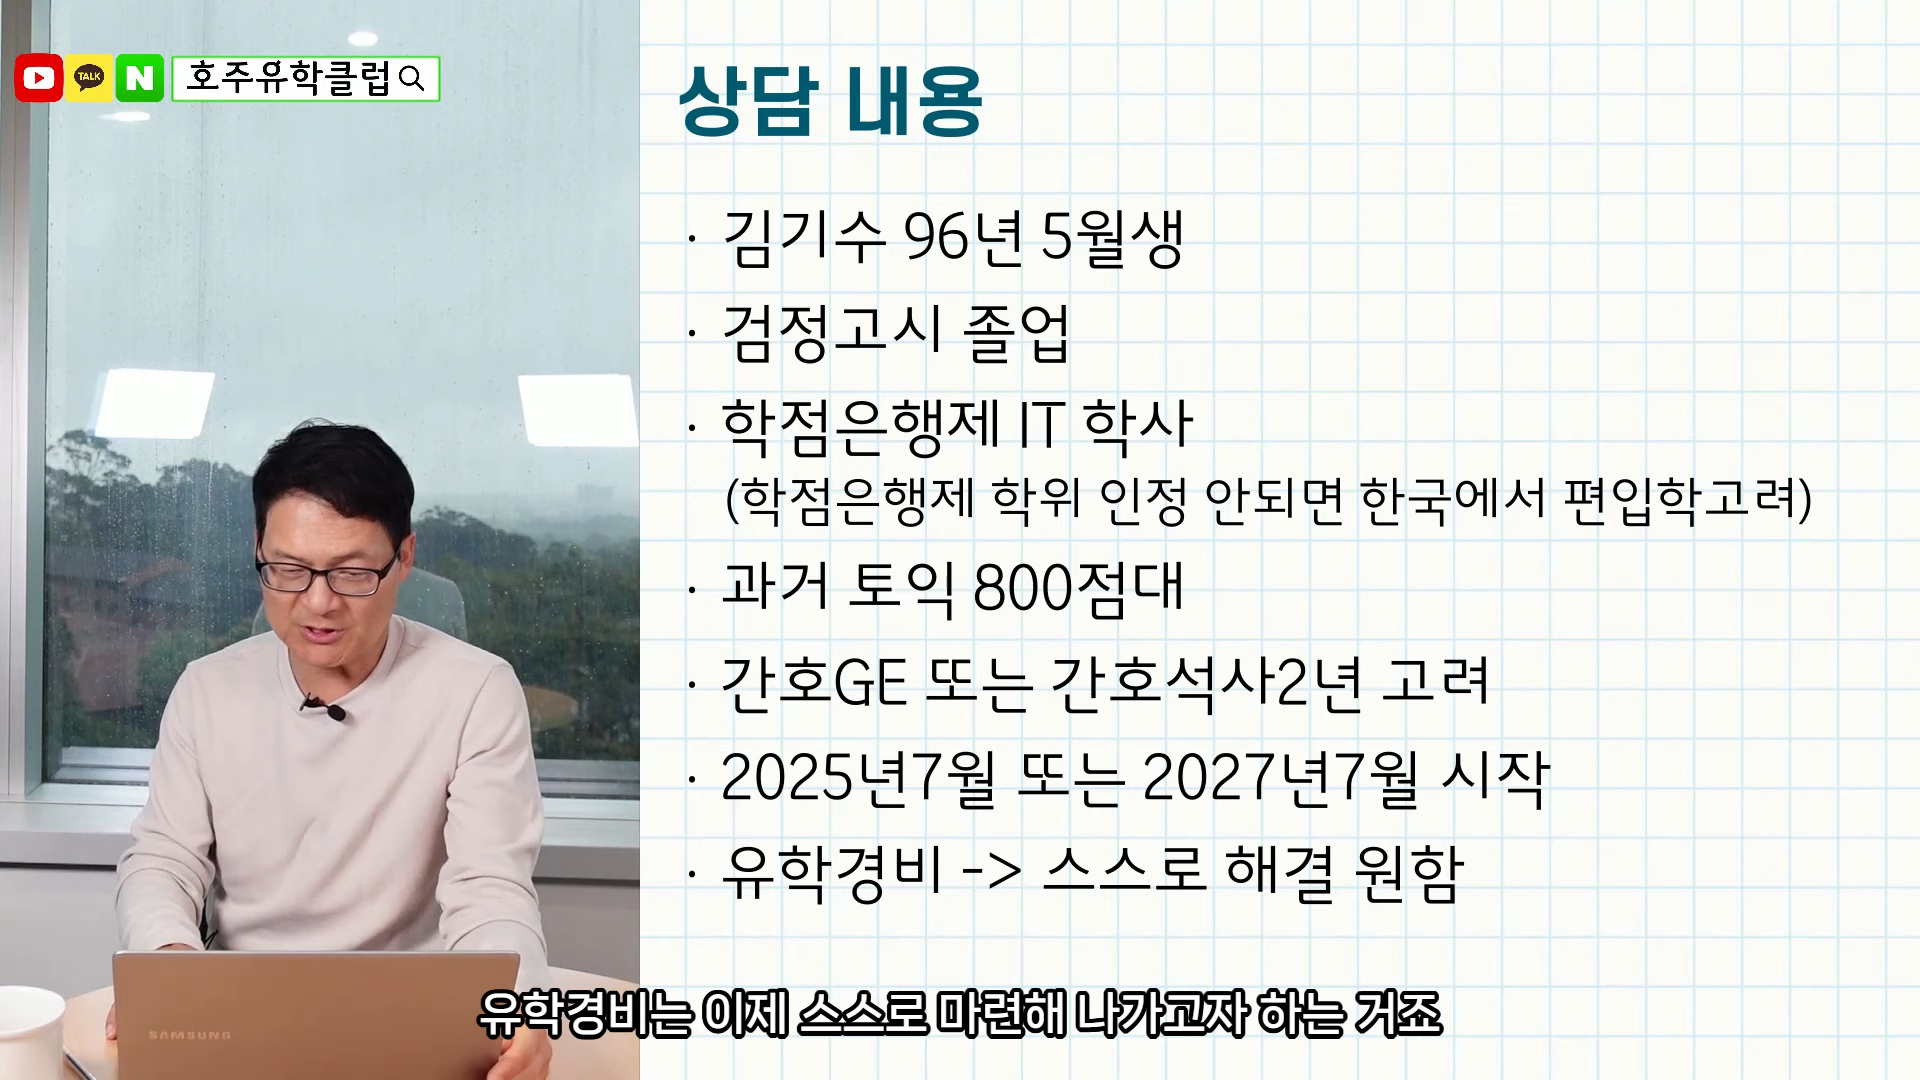 TALK
N
호주유학클럽
상담 내용
· 김기수 96년 5월생
· 검정고시 졸업
· 학점은행제 IT 학사
(학점은행제 학위 인정 안되면 한국에서 편입학고려)
· 과거 토익 800점대
· 간호GE 또는 간호석사2년 고려
· 2025년7월 또는 2027년7월 시작
· 유학경비 -> 스스로 해결 원함
SAMSUNG
유학경비는 이제 스스로 마련해 나가고자 하는 거죠